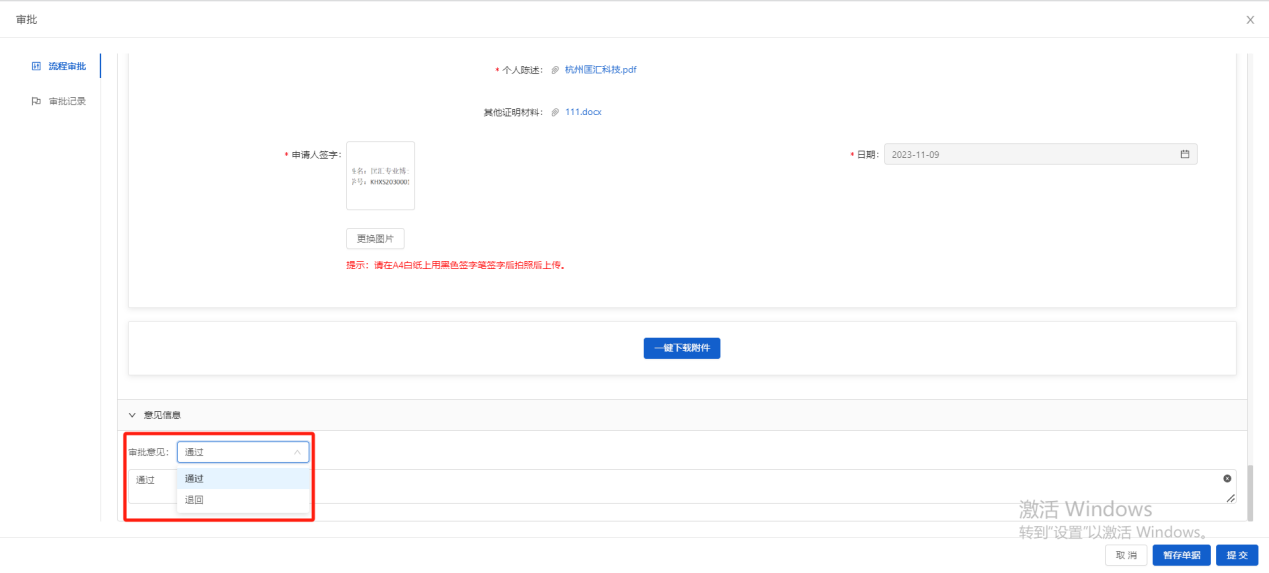 审批
流程审批
审批记录
* 个人陈述: 杭州匡汇科技.pdf
其他证明材料: 111.docx
* 申请人签字:
* 日期: 2023-11-09
更换图片
提示: 请在A4白纸上用黑色签字笔签字后拍照后上传。
一键下载附件
意见信息
审批意见: 通过
通过
通过
退回
激活 Windows
转到"设置"以激活 Windows。
取 消
暂存单据
提 交